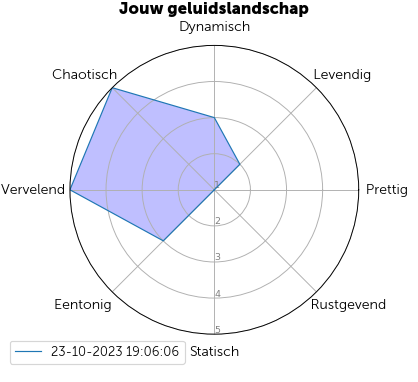 Jouw geluidslandschap
Dynamisch
Chaotisch
Levendig
Vervelend
1
Prettig
2
3
4
5
Eentonig
Rustgevend
23-10-2023 19:06:06
Statisch